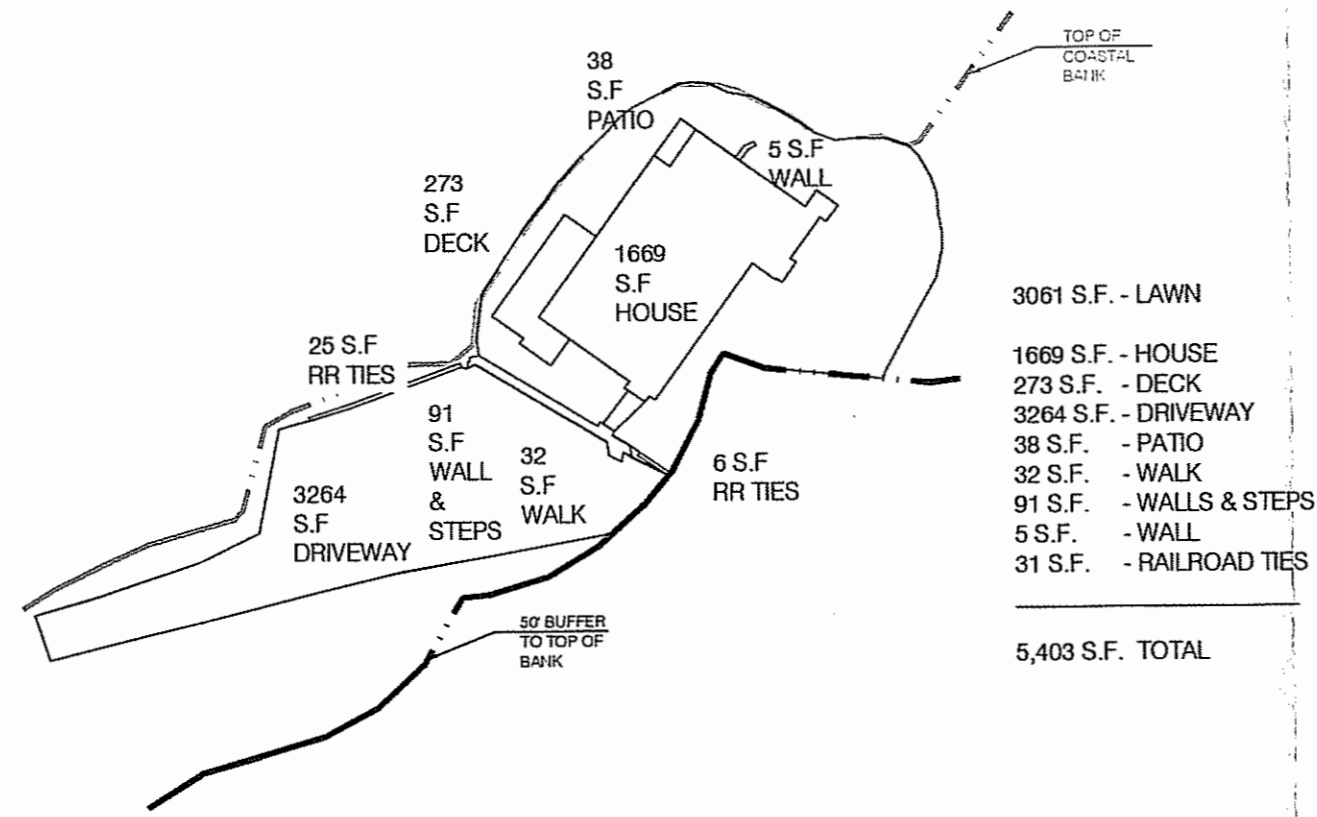 TOP OF
COASTAL
BANK
38
S.F
PATIO
5 S.F
WALL
273
S.F
DECK
1669
S.F
HOUSE
25 S.F
RR TIES
91
S.F
WALL
&
STEPS
32
S.F
WALK
6 S.F
RR TIES
3264
S.F
DRIVEWAY
50' BUFFER
TO TOP OF
BANK
3061 S.F. - LAWN
1669 S.F. - HOUSE
273 S.F. - DECK
3264 S.F. - DRIVEWAY
38 S.F. - PATIO
32 S.F. - WALK
91 S.F. - WALLS & STEPS
5 S.F. - WALL
31 S.F. - RAILROAD TIES
5,403 S.F. TOTAL